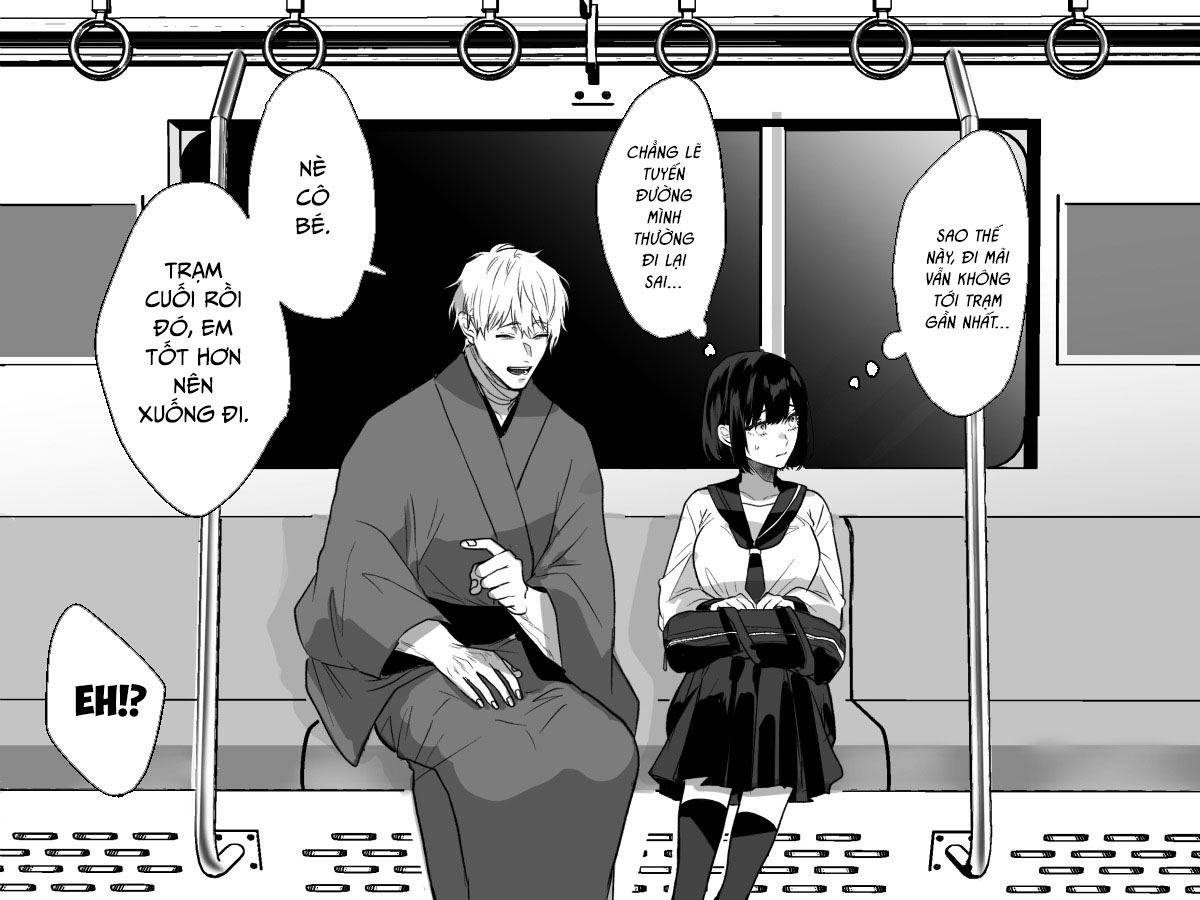 SAO THẾ
NÀY, ĐI MÃI
VẪN KHÔNG
TỚI TRẠM
GẦN NHẤT...
CHẲNG LẼ
TUYẾN
ĐƯỜNG
MÌNH
THƯỜNG
ĐI LẠI
SAI...
NÈ
CÔ
BÉ.
TRẠM
CUỐI RỒI
ĐÓ, EM
TỐT HƠN
NÊN
XUỐNG ĐI.
EH!?